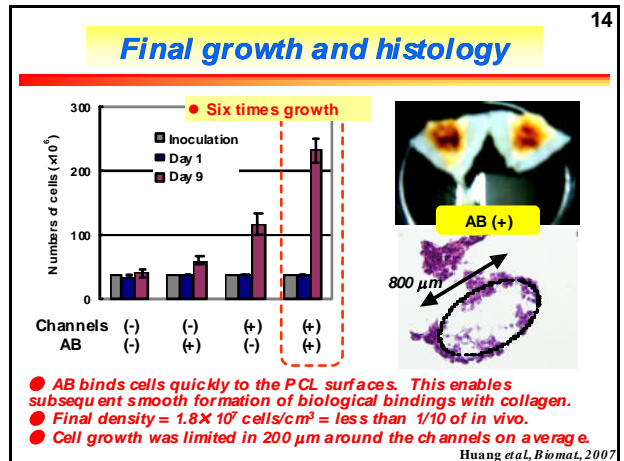 14
Final growth and histology
● Six times growth
300
200
100
0
Numbers of cells (×10⁶)
Inoculation
Day 1
Day 9
Channels (-) (-) (+) (+)
AB (-) (+) (-) (+)
AB (+)
800 μm
● AB binds cells quickly to the PCL surfaces. This enables
subsequent smooth formation of biological bindings with collagen.
● Final density = 1.8× 10⁷ cells/cm³ = less than 1/10 of in vivo.
● Cell growth was limited in 200 μm around the channels on average.
Huang etal., Biomat., 2007